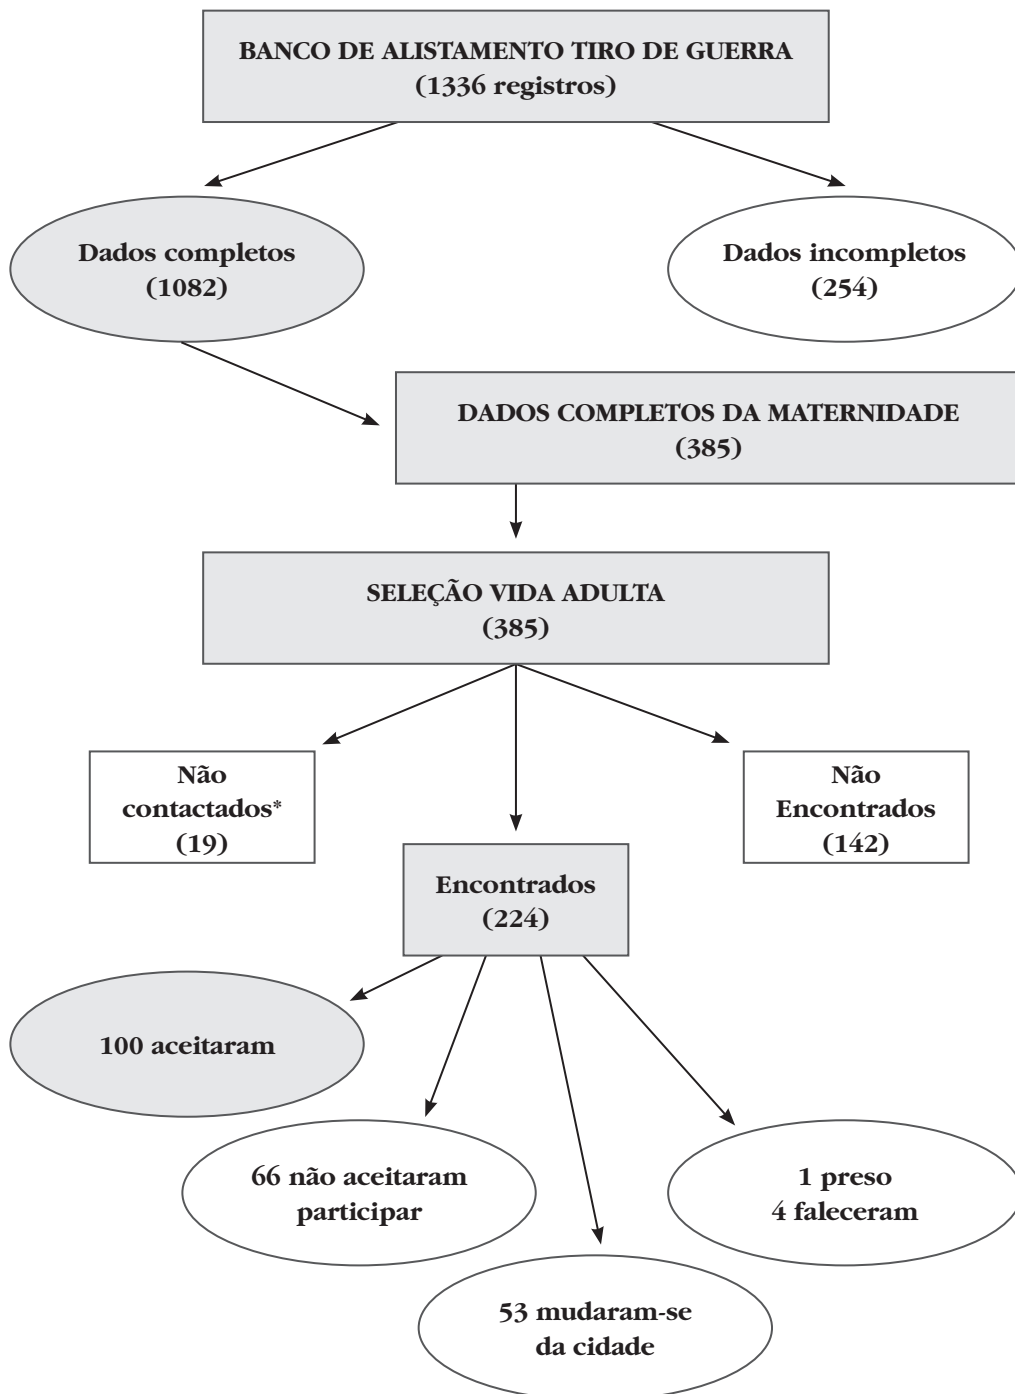 BANCO DE ALISTAMENTO TIRO DE GUERRA
(1336 registros)
Dados completos
(1082)
Dados incompletos
(254)
DADOS COMPLETOS DA MATERNIDADE
(385)
SELEÇÃO VIDA ADULTA
(385)
Não
contactados*
(19)
Não
Encontrados
(142)
Encontrados
(224)
100 aceitaram
66 não aceitaram
participar
1 preso
4 faleceram
53 mudaram-se
da cidade